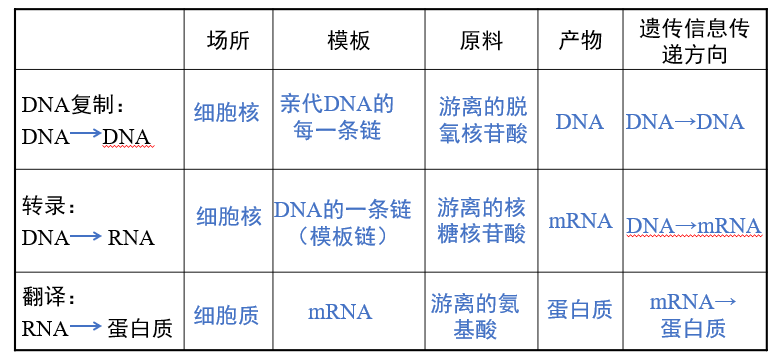 场所
模板
原料
产物
遗传信息传
递方向
DNA复制：
DNA→DNA
细胞核
亲代DNA的
每一条链
游离的脱
氧核苷酸
DNA
DNA→DNA
转录：
DNA→ RNA
细胞核
DNA的一条链
（模板链）
游离的核
糖核苷酸
mRNA
DNA→mRNA
翻译：
RNA→ 蛋白质
细胞质
mRNA
游离的氨
基酸
蛋白质
mRNA→
蛋白质